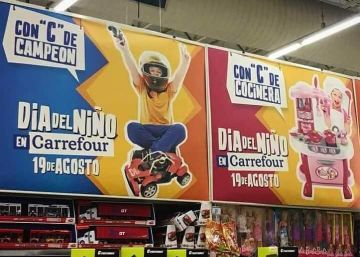 CON "C" DE
CAMPEÓN
DIA DEL NIÑO
EN Carrefour
19 DE AGOSTO
CON "C" DE
COCINERA
DIA DEL NIÑO
EN Carrefour
19 DE AGOSTO